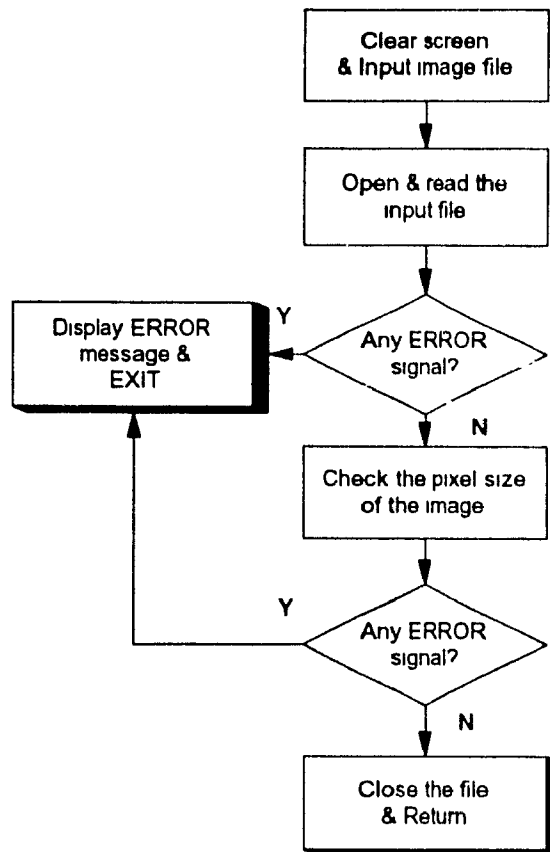 Clear screen
& Input image file
Open & read the
input file
Y
Display ERROR
message &
EXIT
Any ERROR
signal?
N
Check the pixel size
of the image
Y
Any ERROR
signal?
N
Close the file
& Return